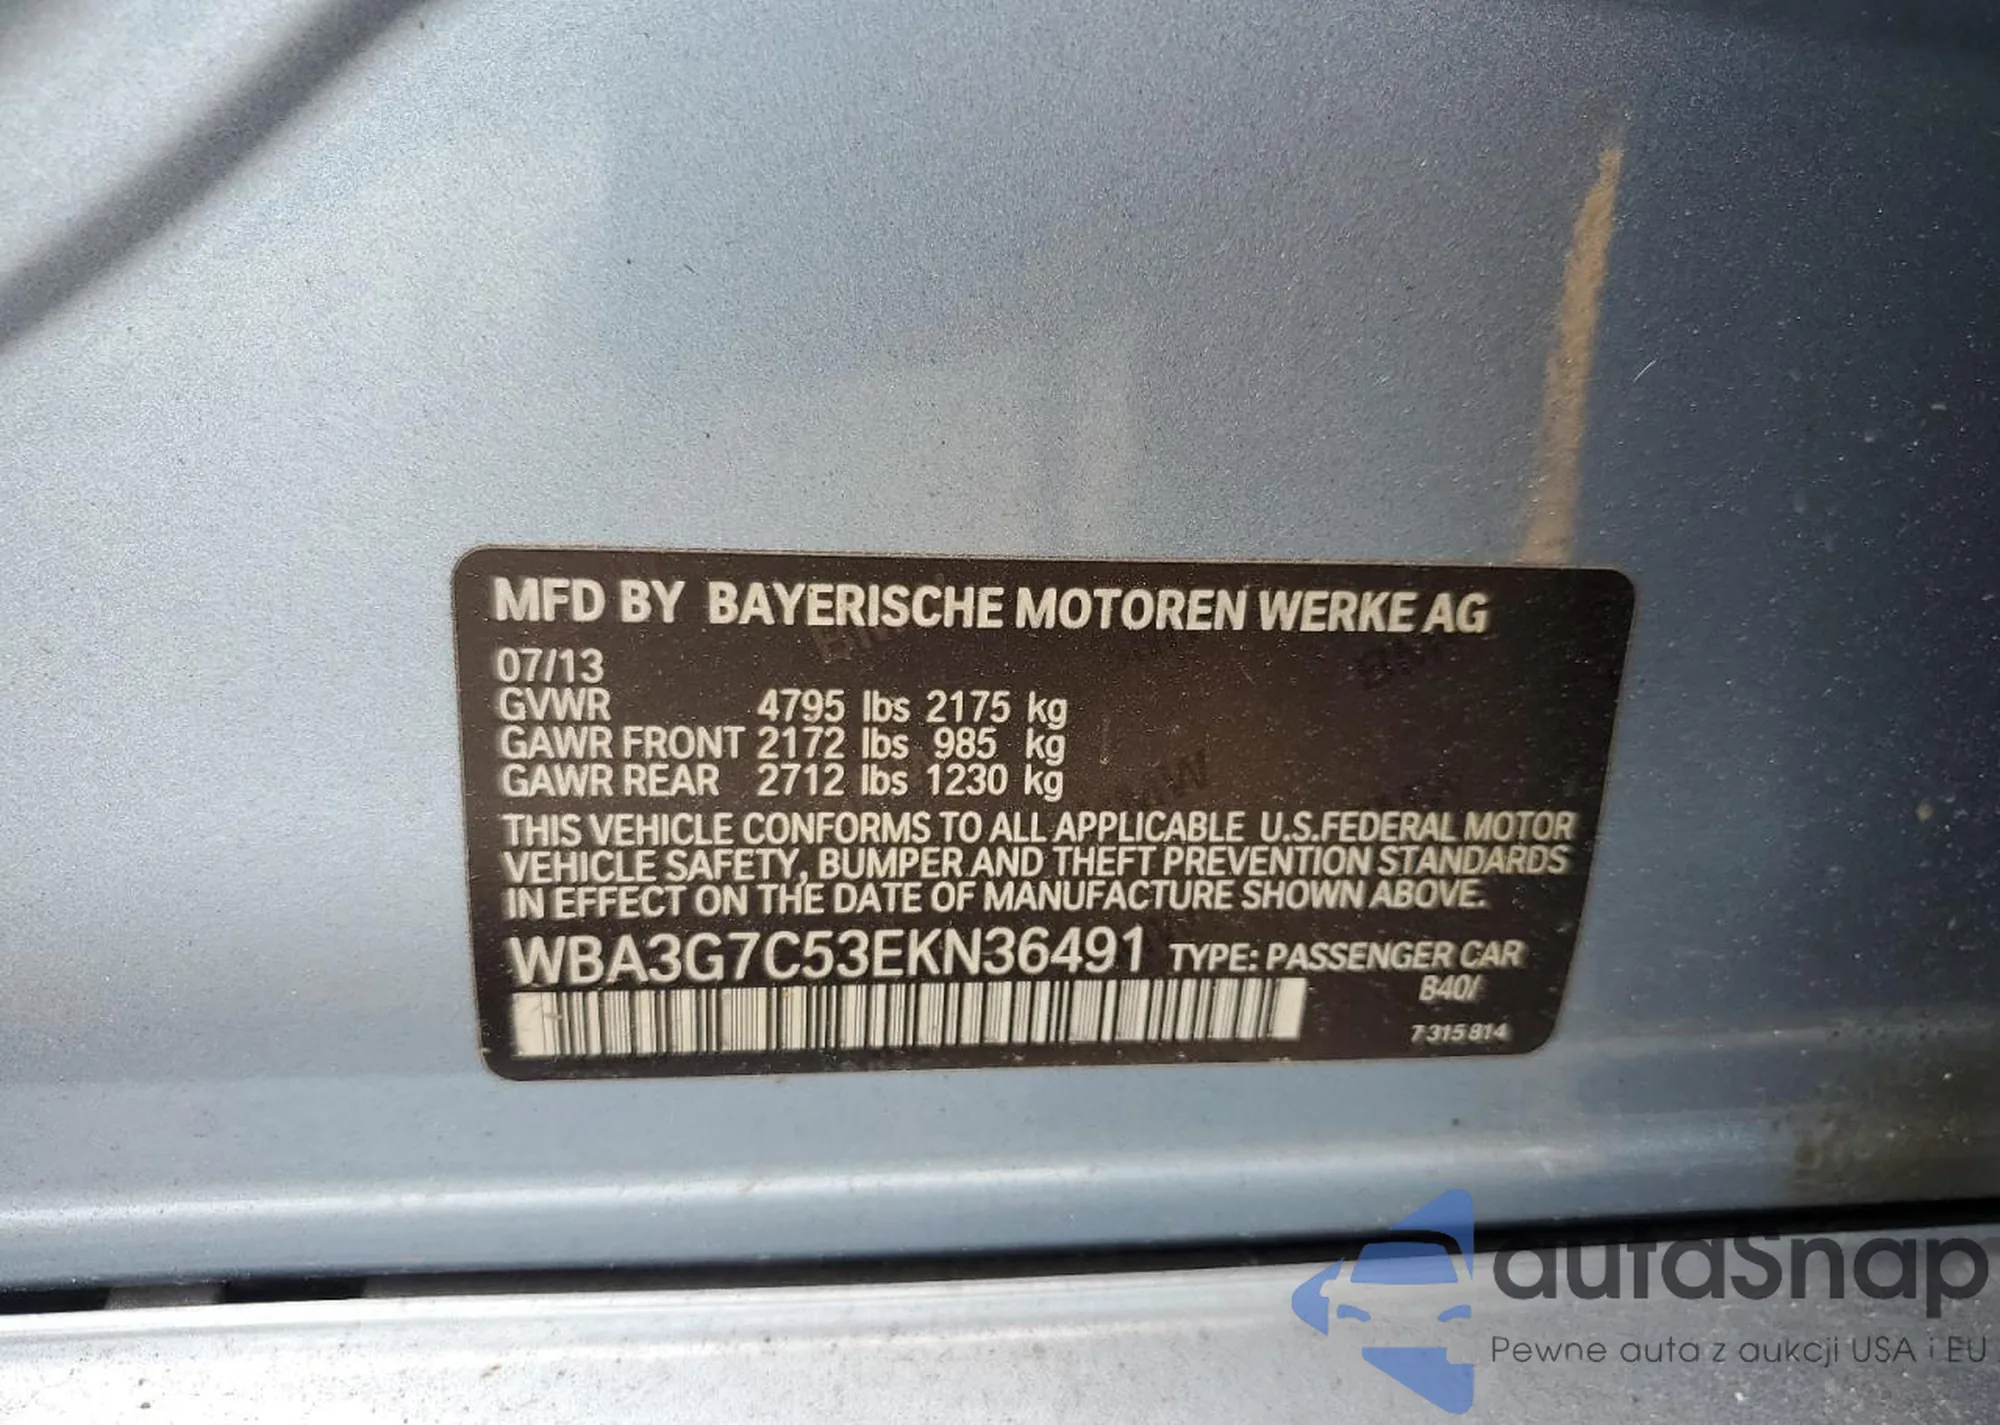 MFD BY BAYERISCHE MOTOREN WERKE AG
07/13
GVWR 4795 lbs 2175 kg
GAWR FRONT 2172 lbs 985 kg
GAWR REAR 2712 lbs 1230 kg
THIS VEHICLE CONFORMS TO ALL APPLICABLE U.S.FEDERAL MOTOR
VEHICLE SAFETY, BUMPER AND THEFT PREVENTION STANDARDS
IN EFFECT ON THE DATE OF MANUFACTURE SHOWN ABOVE.
WBA3G7C53EKN36491 TYPE: PASSENGER CAR
B40/
7 315 814
autaSnap
Pewne auta z aukcji USA i EU